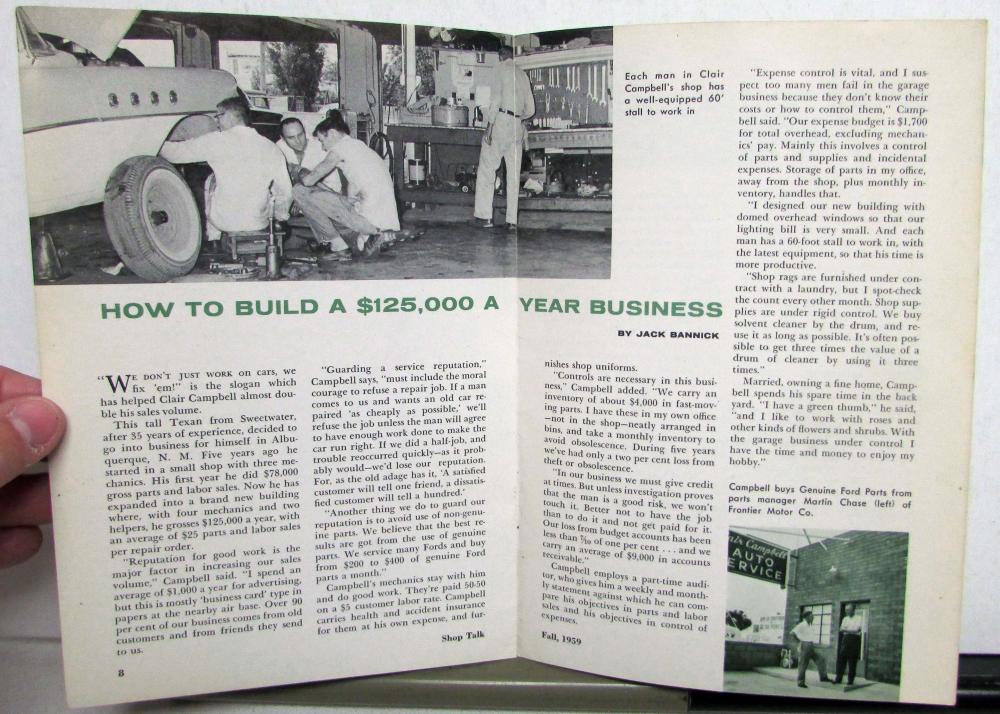 Each man in Clair
Campbell's shop has
a well-equipped 60'
stall to work in
HOW TO BUILD A $125,000 A YEAR BUSINESS
BY JACK BANNICK
"WE DON'T JUST WORK on cars, we
fix 'em!" is the slogan which
has helped Clair Campbell almost dou-
ble his sales volume.
This tall Texan from Sweetwater,
after 35 years of experience, decided to
go into business for himself in Albu-
querque, N. M. Five years ago he
started in a small shop with three me-
chanics. His first year he did $78,000
gross parts and labor sales. Now he has
expanded into a brand new building
where, with four mechanics and two
helpers, he grosses $125,000 a year, with
an average of $25 parts and labor sales
per repair order.
"Reputation for good work is the
major factor in increasing our sales
volume," Campbell said. "I spend an
average of $1,000 a year for advertising,
but this is mostly 'business card' type in
papers at the nearby air base. Over 90
per cent of our business comes from old
customers and from friends they send
to us.
8
"Guarding a service reputation,"
Campbell says, "must include the moral
courage to refuse a repair job. If a man
comes to us and wants an old car re-
paired 'as cheaply as possible,' we'll
refuse the job unless the man will agree
to have enough work done to make the
car run right. If we did a half-job, and
trouble reoccurred quickly—as it prob-
ably would—we'd lose our reputation.
For, as the old adage has it, 'A satisfied
customer will tell one friend, a dissatis-
fied customer will tell a hundred.'
"Another thing we do to guard our
reputation is to avoid use of non-genu-
ine parts. We believe that the best re-
sults are got from the use of genuine
parts. We service many Fords and buy
from $200 to $400 of genuine Ford
parts a month."
Campbell's mechanics stay with him
and do good work. They're paid 50-50
on a $5 customer labor rate. Campbell
carries health and accident insurance
for them at his own expense, and fur-
Shop Talk
nishes shop uniforms.
"Controls are necessary in this busi-
ness," Campbell added. "We carry an
inventory of about $4,000 in fast-mov-
ing parts. I have these in my own office
—not in the shop—neatly arranged in
bins, and take a monthly inventory to
avoid obsolescence. During five years
we've had only a two per cent loss from
theft or obsolescence.
"In our business we must give credit
at times. But unless investigation proves
that the man is a good risk, we won't
touch it. Better not to have the job
than to do it and not get paid for it.
Our loss from budget accounts has been
less than 7/10 of one per cent . . . and we
carry an average of $9,000 in accounts
receivable."
Campbell employs a part-time audi-
tor, who gives him a weekly and month-
ly statement against which he can com-
pare his objectives in parts and labor
sales and his objectives in control of
expenses.
Fall, 1959
"Expense control is vital, and I sus-
pect too many men fail in the garage
business because they don't know their
costs or how to control them," Camp-
bell said. "Our expense budget is $1,700
for total overhead, excluding mechan-
ics' pay. Mainly this involves a control
of parts and supplies and incidental
expenses. Storage of parts in my office,
away from the shop, plus monthly in-
ventory, handles that.
"I designed our new building with
domed overhead windows so that our
lighting bill is very small. And each
man has a 60-foot stall to work in, with
the latest equipment, so that his time is
more productive.
"Shop rags are furnished under con-
tract with a laundry, but I spot-check
the count every other month. Shop sup-
plies are under rigid control. We buy
solvent cleaner by the drum, and re-
use it as long as possible. It's often pos-
sible to get three times the value of a
drum of cleaner by using it three
times."
Married, owning a fine home, Camp-
bell spends his spare time in the back
yard. "I have a green thumb," he said,
"and I like to work with roses and
other kinds of flowers and shrubs. With
the garage business under control I
have the time and money to enjoy my
hobby."
Campbell buys Genuine Ford Parts from
parts manager Martin Chase (left) of
Frontier Motor Co.
air Campbell
AUTO
ERVICE